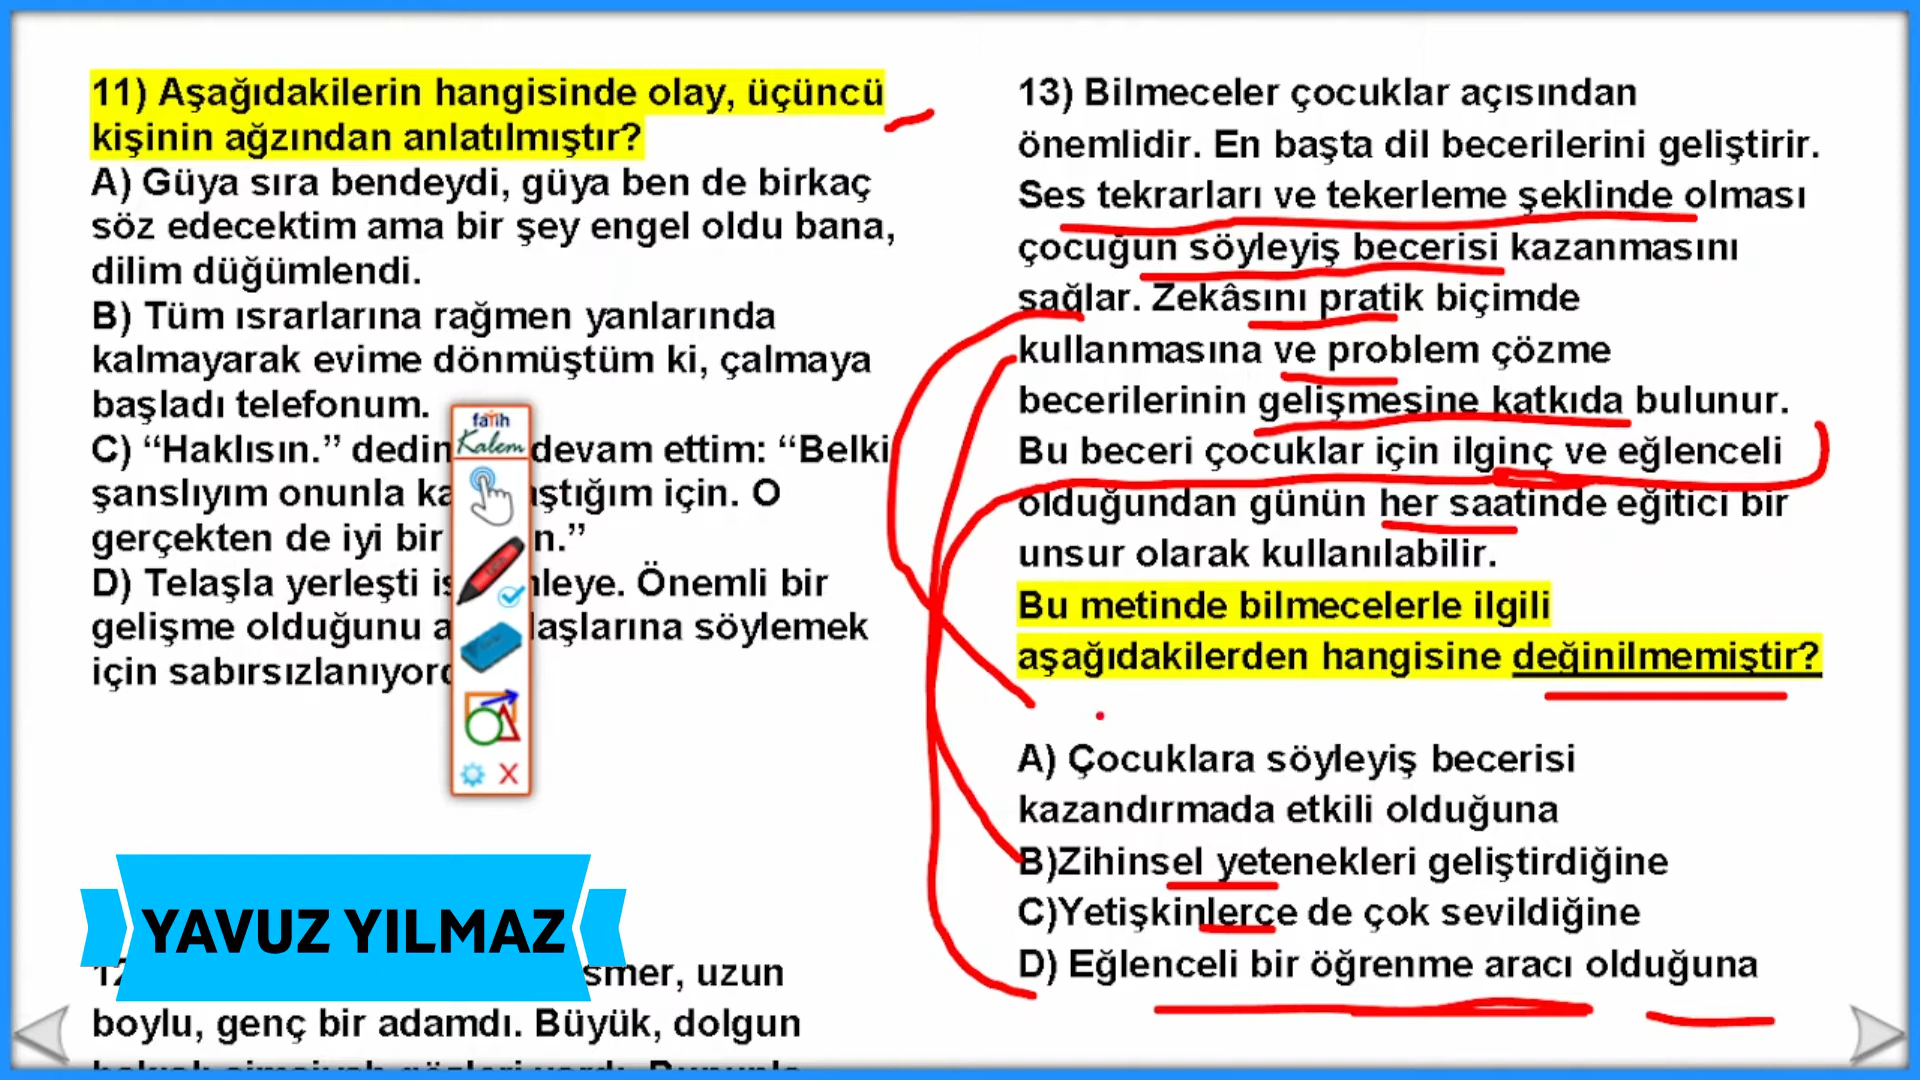 11) Aşağıdakilerin hangisinde olay, üçüncü
kişinin ağzından anlatılmıştır?
A) Güya sıra bendeydi, güya ben de birkaç
söz edecektim ama bir şey engel oldu bana,
dilim düğümlendi.
B) Tüm ısrarlarına rağmen yanlarında
kalmayarak evime dönmüştüm ki, çalmaya
başladı telefonum.
C) “Haklısın.” devam ettim: “Belki
şanslıyım onunla için. O
gerçekten de iyi bir
D) Telaşla yerleşti Önemli bir
gelişme olduğunu söylemek
için
fatih
Kalem
YAVUZ YILMAZ
uzun
boylu, genç bir adamdı. Büyük, dolgun
13) Bilmeceler çocuklar açısından
önemlidir. En başta dil becerilerini geliştirir.
Ses tekrarları ve tekerleme şeklinde olması
çocuğun söyleyiş becerisi kazanmasını
sağlar. Zekâsını pratik biçimde
kullanmasına ve problem çözme
becerilerinin gelişmesine katkıda bulunur.
Bu beceri çocuklar için ilginç ve eğlenceli
olduğundan günün her saatinde eğitici bir
unsur olarak kullanılabilir.
Bu metinde bilmecelerle ilgili
aşağıdakilerden hangisine değinilmemiştir?
A) Çocuklara söyleyiş becerisi
kazandırmada etkili olduğuna
B)Zihinsel yetenekleri geliştirdiğine
C)Yetişkinlerce de çok sevildiğine
D) Eğlenceli bir öğrenme aracı olduğuna